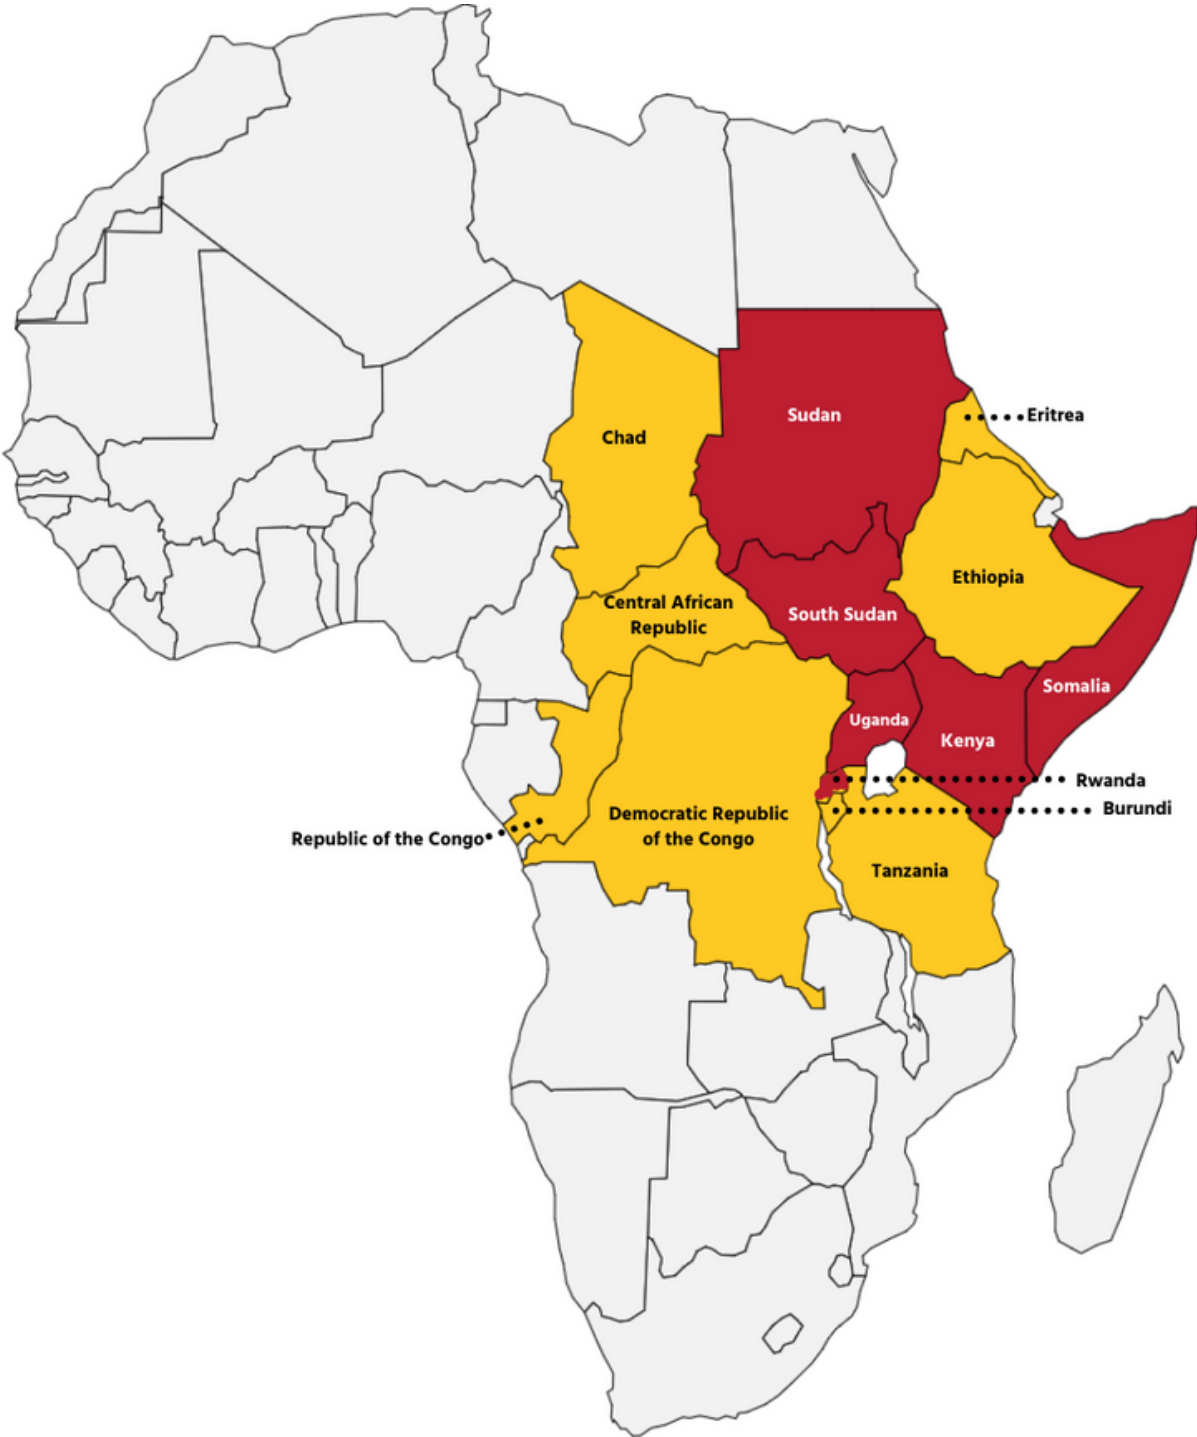 Sudan
Eritrea
Chad
Ethiopia
Central African
Republic
South Sudan
Somalia
Uganda
Kenya
Rwanda
Burundi
Democratic Republic
of the Congo
Republic of the Congo
Tanzania